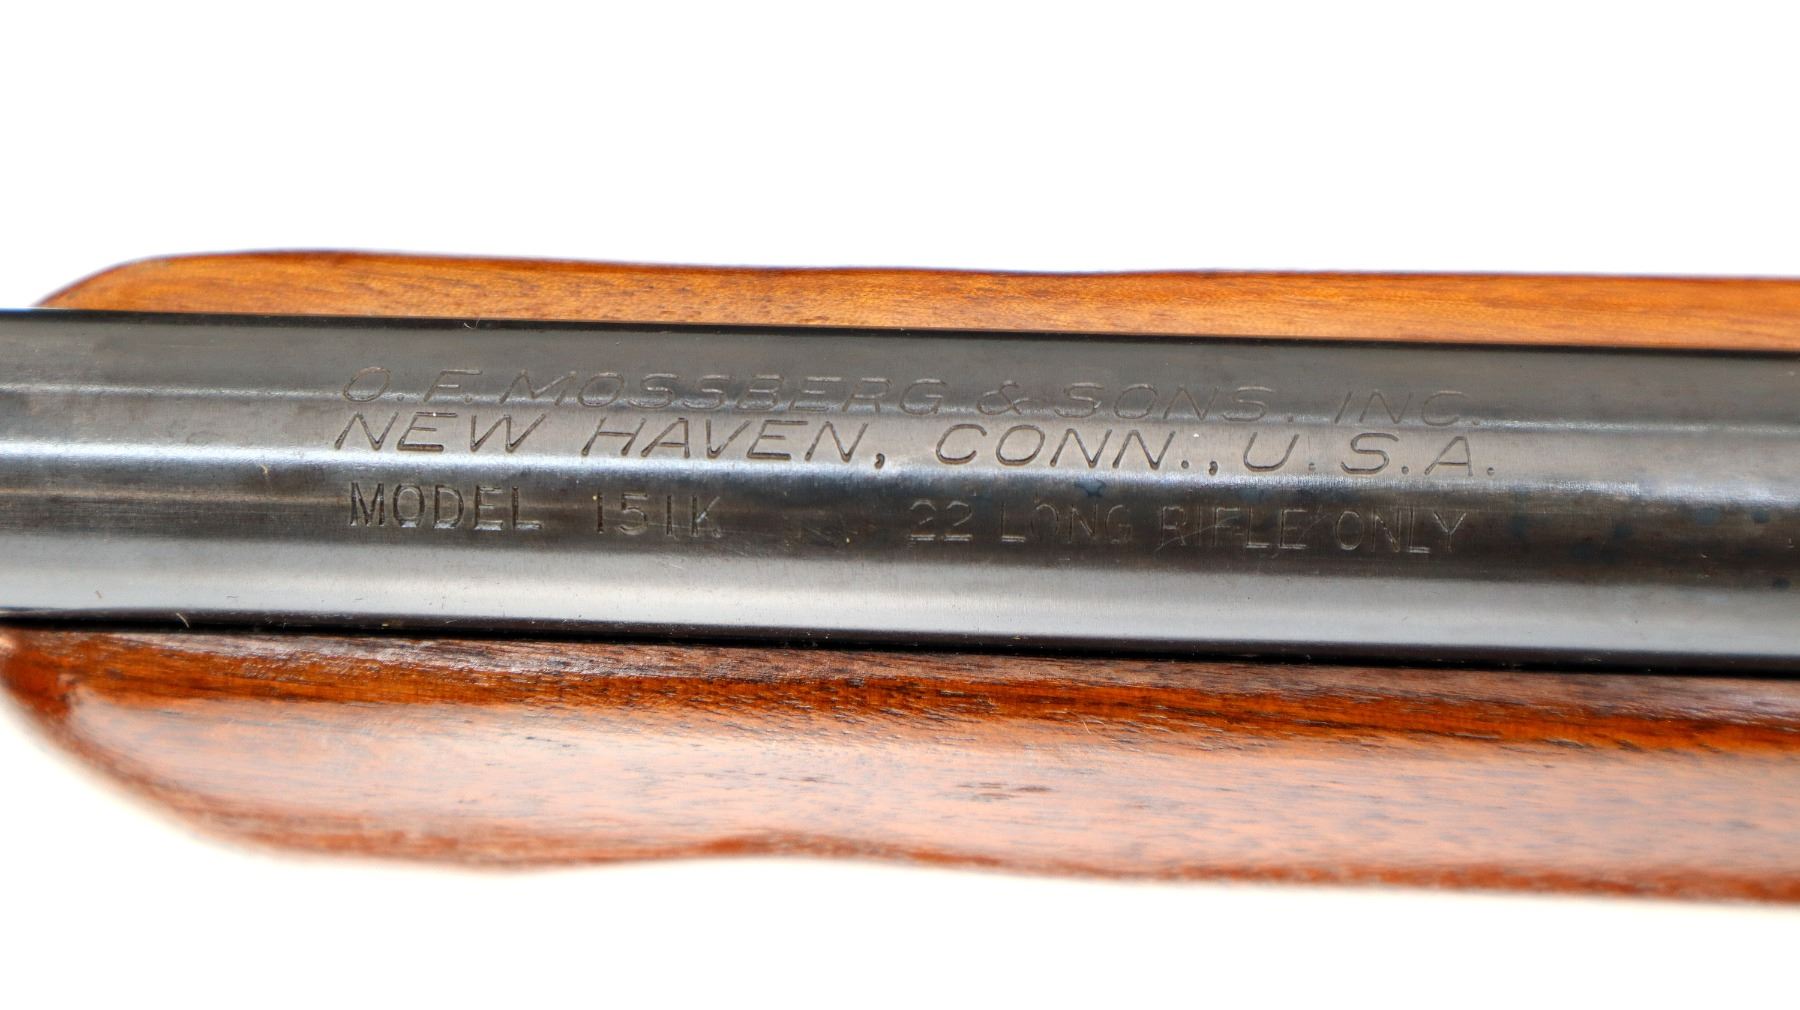 O.F. MOSSBERG & SONS, INC.
NEW HAVEN, CONN., U.S.A.
MODEL 151K 22 LONG RIFLE ONLY